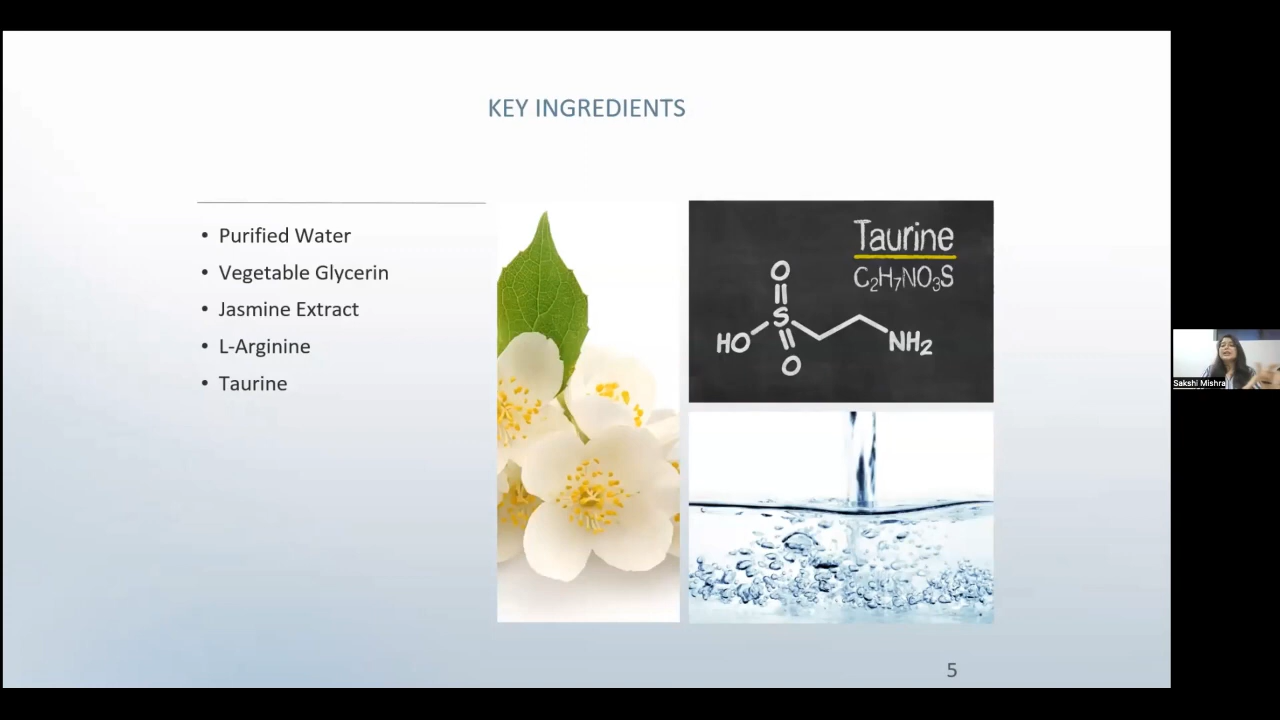 KEY INGREDIENTS
• Purified Water
• Vegetable Glycerin
• Jasmine Extract
• L-Arginine
• Taurine
Taurine
C₂H₇NO₃S
O
S
HO
NH₂
O
Sakshi Mishra
5